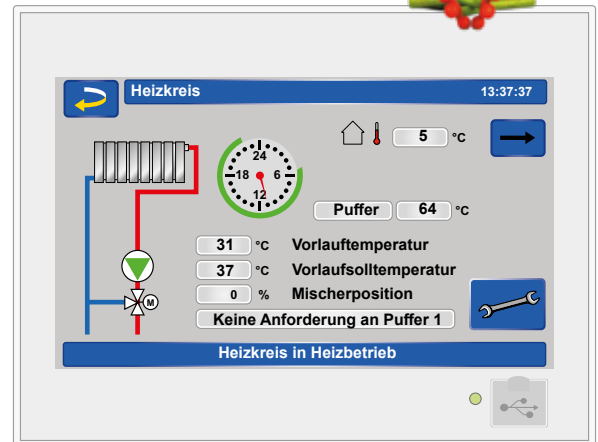 Heizkreis 13:37:37
5 °C
24
18 6
12
Puffer 64 °C
31 °C Vorlauftemperatur
37 °C Vorlaufsolltemperatur
0 % Mischerposition
M
Keine Anforderung an Puffer 1
Heizkreis in Heizbetrieb